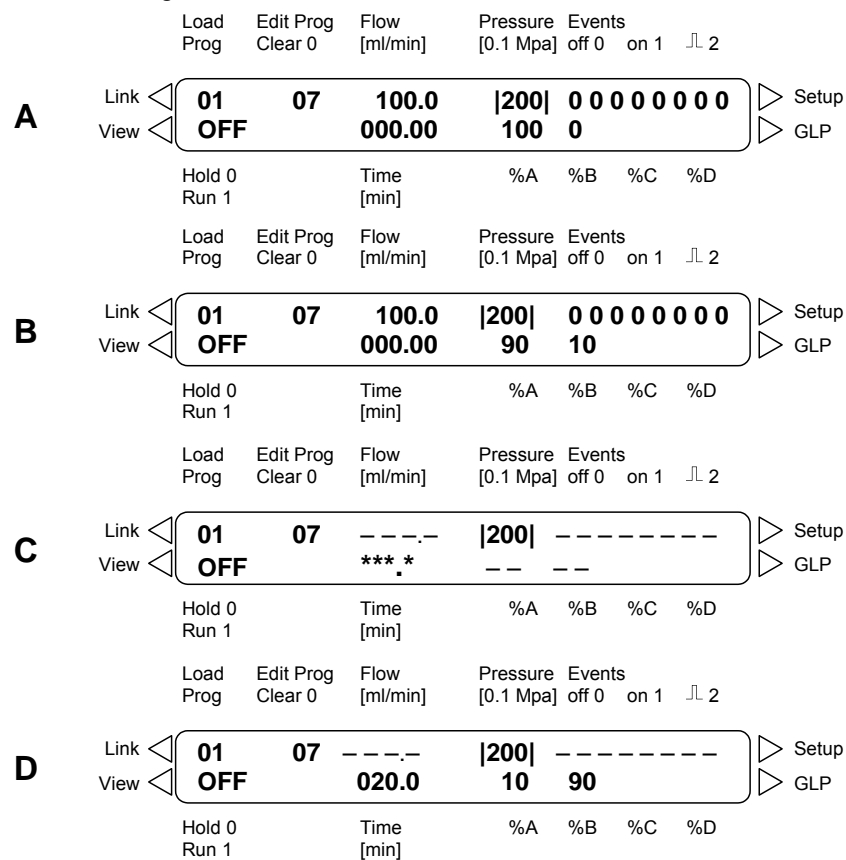 Load Edit Prog Flow Pressure Events
Prog Clear 0 [ml/min] [0.1 Mpa] off 0 on 1 ⎍ 2
A
Link 01 07 100.0 |200| 0 0 0 0 0 0 0 0 Setup
View OFF 000.00 100 0 GLP
Hold 0 Time %A %B %C %D
Run 1 [min]
Load Edit Prog Flow Pressure Events
Prog Clear 0 [ml/min] [0.1 Mpa] off 0 on 1 ⎍ 2
B
Link 01 07 100.0 |200| 0 0 0 0 0 0 0 0 Setup
View OFF 000.00 90 10 GLP
Hold 0 Time %A %B %C %D
Run 1 [min]
Load Edit Prog Flow Pressure Events
Prog Clear 0 [ml/min] [0.1 Mpa] off 0 on 1 ⎍ 2
C
Link 01 07 – – –.– |200| – – – – – – – – Setup
View OFF ***.* – – – – GLP
Hold 0 Time %A %B %C %D
Run 1 [min]
Load Edit Prog Flow Pressure Events
Prog Clear 0 [ml/min] [0.1 Mpa] off 0 on 1 ⎍ 2
D
Link 01 07 – – –.– |200| – – – – – – – – Setup
View OFF 020.0 10 90 GLP
Hold 0 Time %A %B %C %D
Run 1 [min]